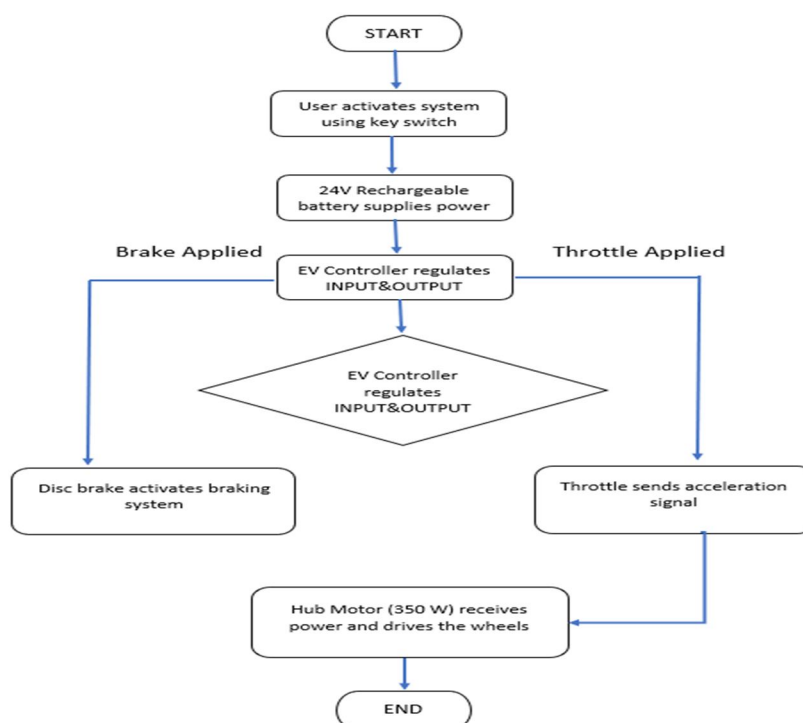 START
User activates system
using key switch
24V Rechargeable
battery supplies power
Brake Applied
Throttle Applied
EV Controller regulates
INPUT&OUTPUT
EV Controller
regulates
INPUT&OUTPUT
Disc brake activates braking
system
Throttle sends acceleration
signal
Hub Motor (350 W) receives
power and drives the wheels
END